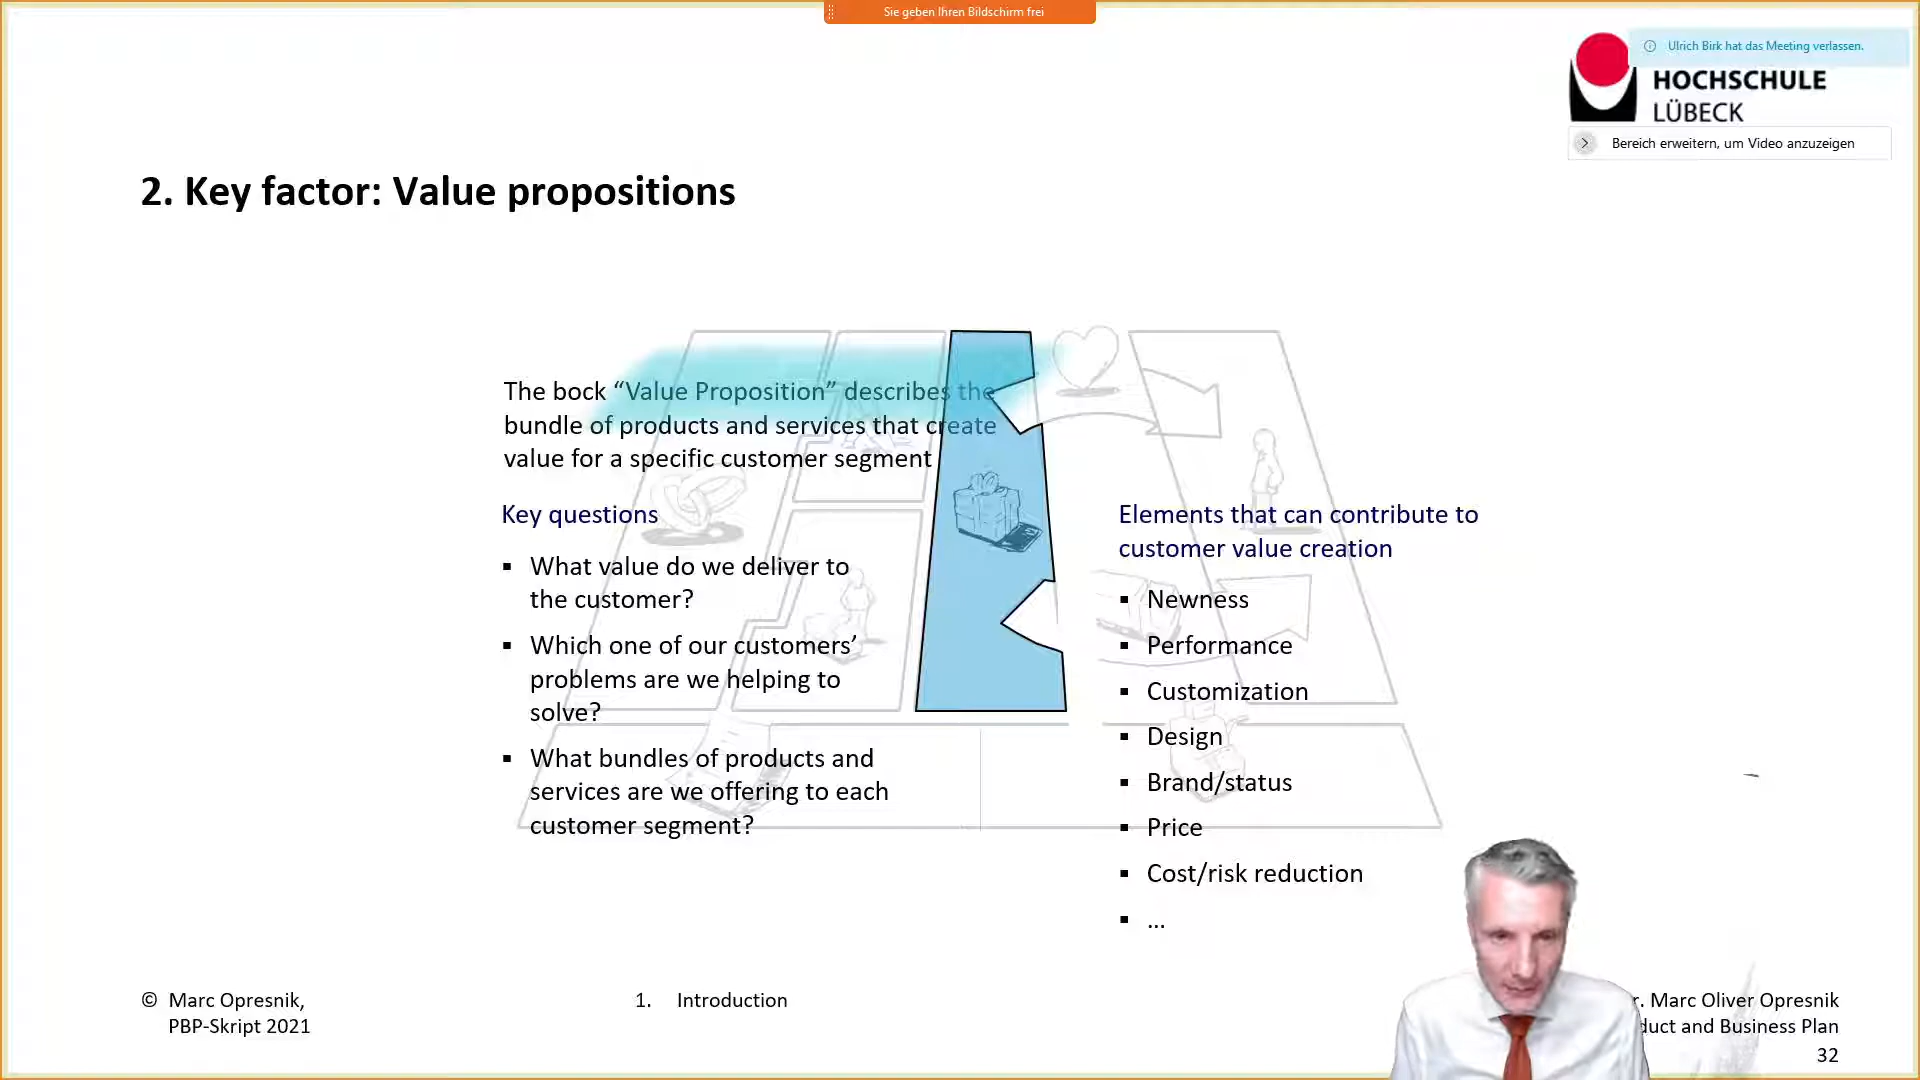 Sie geben Ihren Bildschirm frei
Ulrich Birk hat das Meeting verlassen.
HOCHSCHULE
LÜBECK
Bereich erweitern, um Video anzuzeigen
2. Key factor: Value propositions
The bock “Value Proposition” describes the
bundle of products and services that create
value for a specific customer segment
Key questions
▪ What value do we deliver to
the customer?
▪ Which one of our customers’
problems are we helping to
solve?
▪ What bundles of products and
services are we offering to each
customer segment?
Elements that can contribute to
customer value creation
▪ Newness
▪ Performance
▪ Customization
▪ Design
▪ Brand/status
▪ Price
▪ Cost/risk reduction
▪ ...
© Marc Opresnik,
PBP-Skript 2021
1. Introduction
r. Marc Oliver Opresnik
duct and Business Plan
32